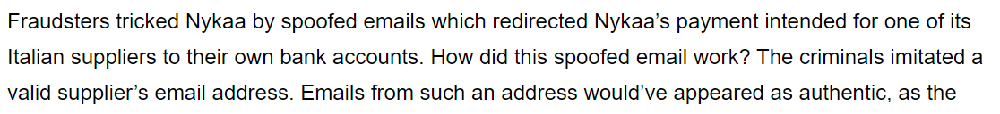 Fraudsters tricked Nykaa by spoofed emails which redirected Nykaa’s payment intended for one of its
Italian suppliers to their own bank accounts. How did this spoofed email work? The criminals imitated a
valid supplier’s email address. Emails from such an address would’ve appeared as authentic, as the